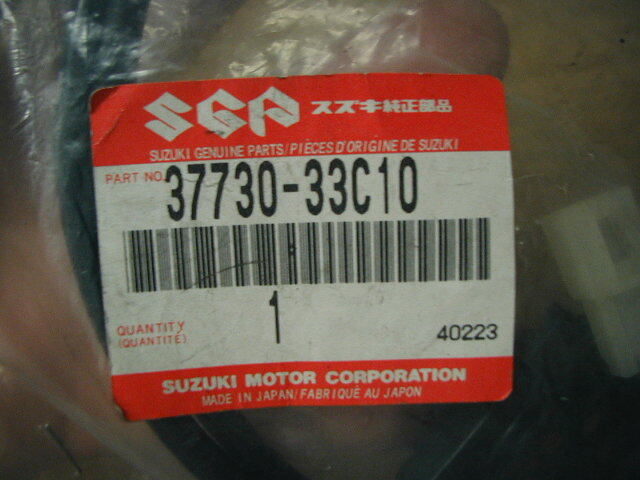 SGP スズキ純正部品
SUZUKI GENUINE PARTS/PIÈCES D'ORIGINE DE SUZUKI
PART NO. 37730-33C10
1
QUANTITY
(QUANTITÉ)
40223
SUZUKI MOTOR CORPORATION
MADE IN JAPAN/FABRIQUÉ AU JAPON